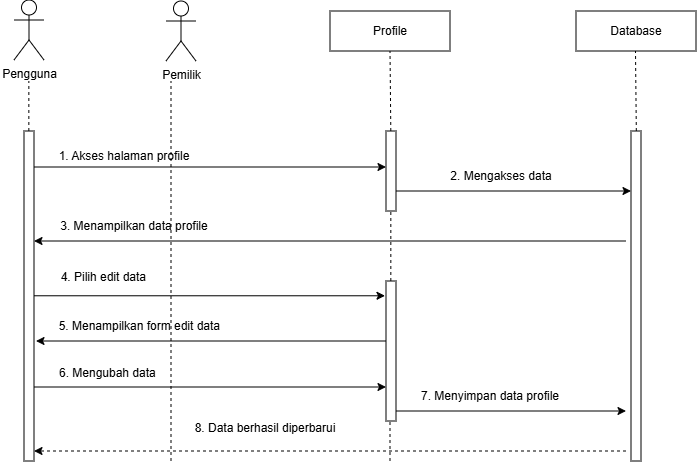 Pengguna
Pemilik
Profile
Database
1. Akses halaman profile
2. Mengakses data
3. Menampilkan data profile
4. Pilih edit data
5. Menampilkan form edit data
6. Mengubah data
7. Menyimpan data profile
8. Data berhasil diperbarui